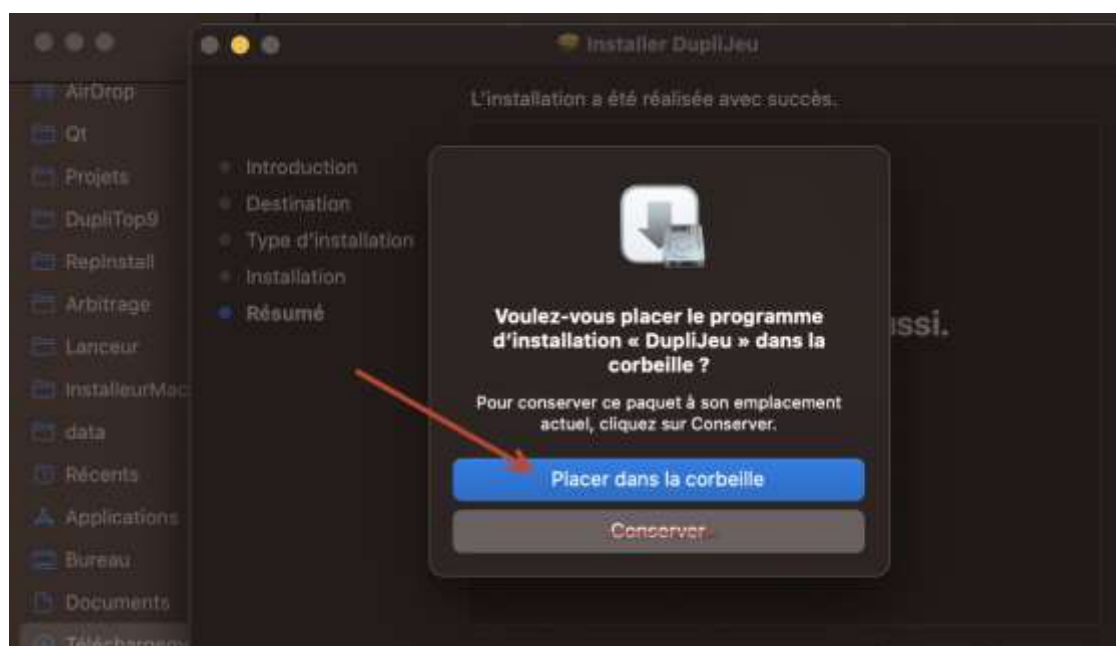 Installer DupliJeu
L'installation a été réalisée avec succès.
AirDrop
Qt
Projets
DupliTop9
RepInstall
Arbitrage
Lanceur
InstalleurMac
data
Récents
Applications
Bureau
Documents
Introduction
Destination
Type d'installation
Installation
Résumé
Voulez-vous placer le programme
d'installation « DupliJeu » dans la
corbeille ?
Pour conserver ce paquet à son emplacement
actuel, cliquez sur Conserver.
Placer dans la corbeille
Conserver
ssi.